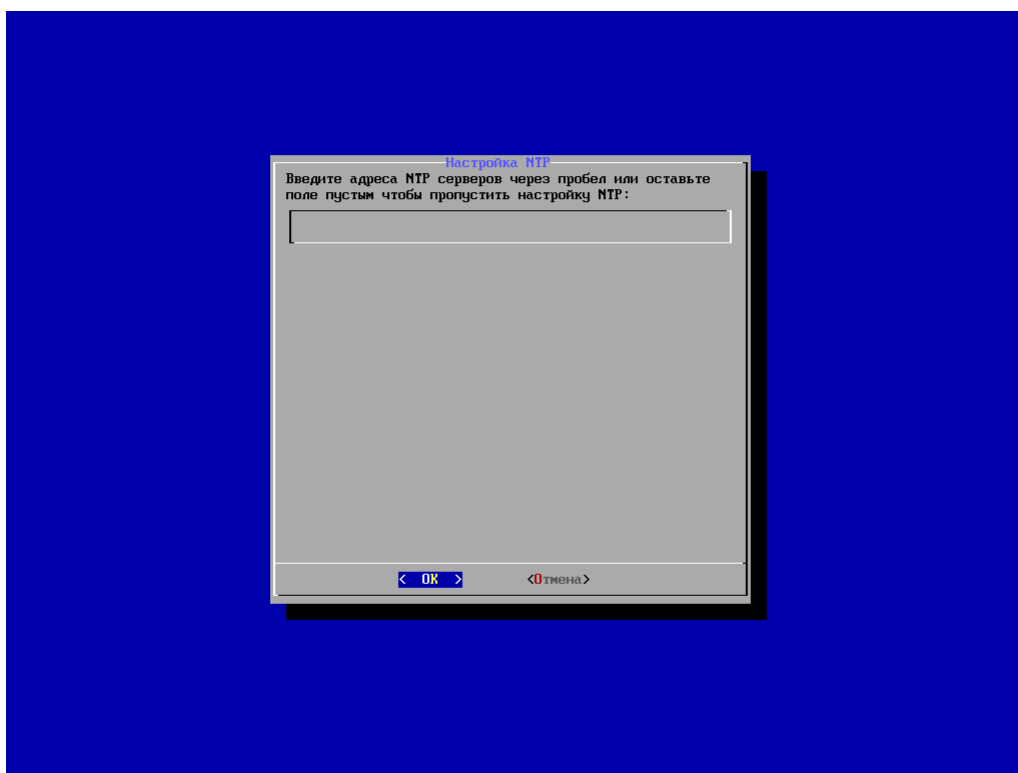 Настройка NTP
Введите адреса NTP серверов через пробел или оставьте
поле пустым чтобы пропустить настройку NTP:
< OK > <Отмена>